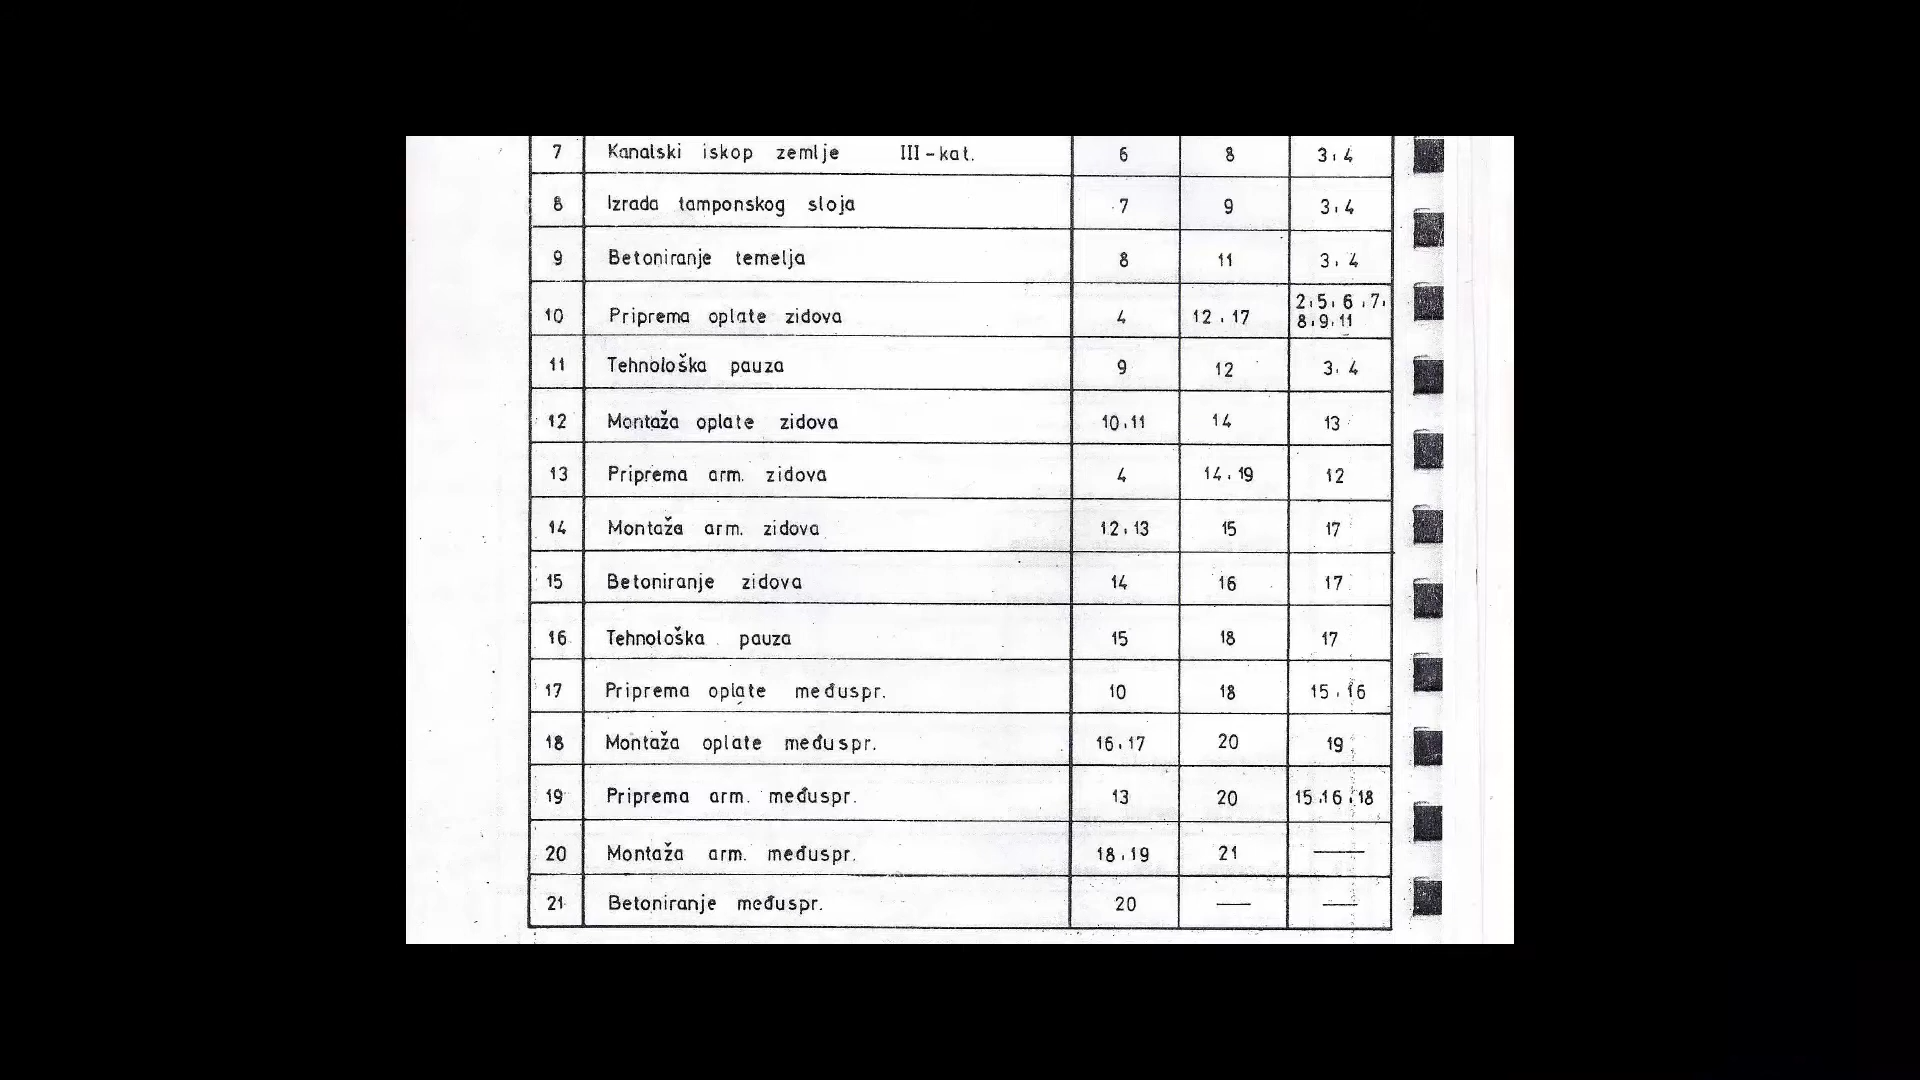 7 Kanalski iskop zemlje III-kat. 6 8 3,4
8 Izrada tamponskog sloja 7 9 3,4
9 Betoniranje temelja 8 11 3,4
10 Priprema oplate zidova 4 12,17 2,5,6,7,
8,9,11
11 Tehnološka pauza 9 12 3,4
12 Montaža oplate zidova 10,11 14 13
13 Priprema arm. zidova 4 14,19 12
14 Montaža arm. zidova 12,13 15 17
15 Betoniranje zidova 14 16 17
16 Tehnološka pauza 15 18 17
17 Priprema oplate međuspr. 10 18 15,16
18 Montaža oplate međuspr. 16,17 20 19
19 Priprema arm. međuspr. 13 20 15,16,18
20 Montaža arm. međuspr. 18,19 21 —
21 Betoniranje međuspr. 20 — —